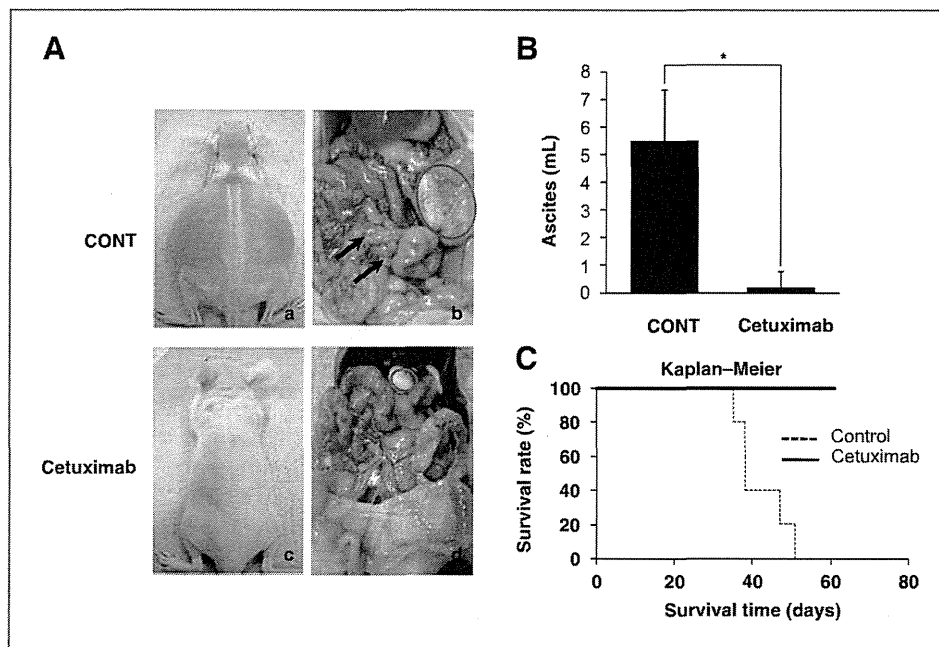 A
CONT
a
b
Cetuximab
c
d
B
*
Ascites (mL)
8
7
6
5
4
3
2
1
0
CONT Cetuximab
C
Kaplan–Meier
Survival rate (%)
100
80
60
40
20
0
Control
Cetuximab
0 20 40 60 80
Survival time (days)